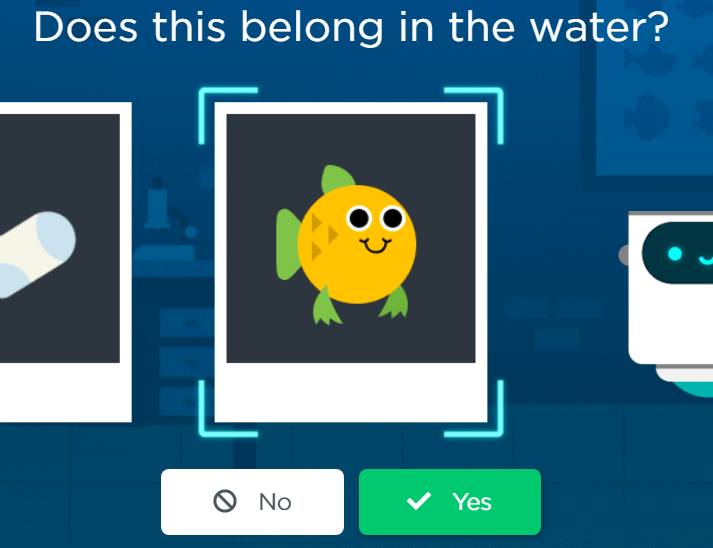 Does this belong in the water?
No
Yes